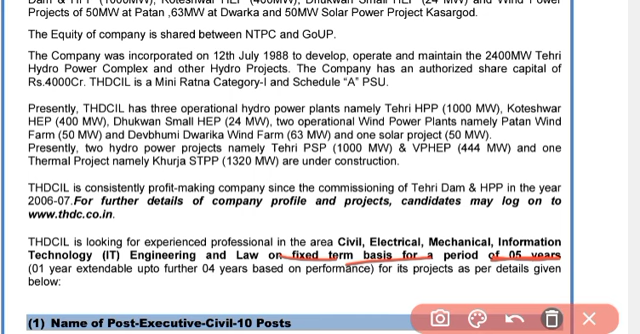 Projects of 50MW at Patan ,63MW at Dwarka and 50MW Solar Power Project Kasargod.
The Equity of company is shared between NTPC and GoUP.
The Company was incorporated on 12th July 1988 to develop, operate and maintain the 2400MW Tehri
Hydro Power Complex and other Hydro Projects. The Company has an authorized share capital of
Rs.4000Cr. THDCIL is a Mini Ratna Category-I and Schedule "A" PSU.
Presently, THDCIL has three operational hydro power plants namely Tehri HPP (1000 MW), Koteshwar
HEP (400 MW), Dhukwan Small HEP (24 MW), two operational Wind Power Plants namely Patan Wind
Farm (50 MW) and Devbhumi Dwarika Wind Farm (63 MW) and one solar project (50 MW).
Presently, two hydro power projects namely Tehri PSP (1000 MW) & VPHEP (444 MW) and one
Thermal Project namely Khurja STPP (1320 MW) are under construction.
THDCIL is consistently profit-making company since the commissioning of Tehri Dam & HPP in the year
2006-07.For further details of company profile and projects, candidates may log on to
www.thdc.co.in.
THDCIL is looking for experienced professional in the area Civil, Electrical, Mechanical, Information
Technology (IT) Engineering and Law on fixed term basis for a period of 05 years
(01 year extendable upto further 04 years based on performance) for its projects as per details given
below:
(1) Name of Post-Executive-Civil-10 Posts